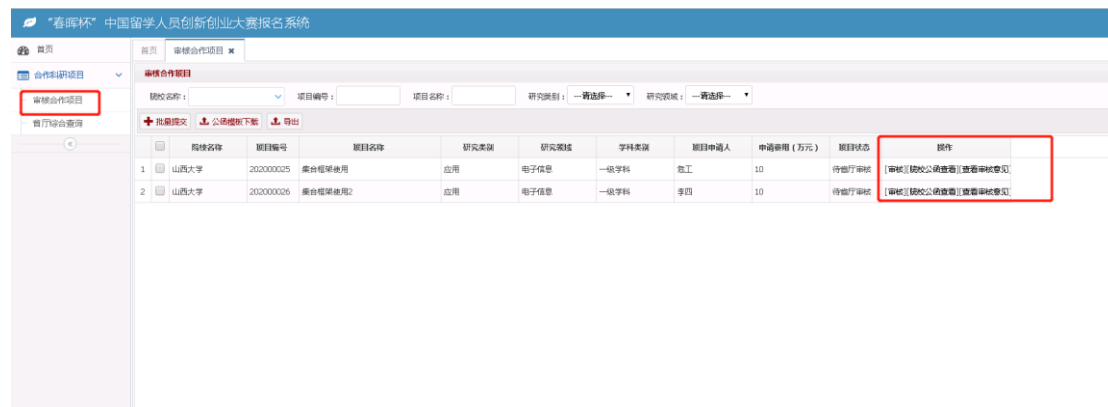 “春晖杯”中国留学人员创新创业大赛报名系统
首页
合作科研项目
审核合作项目
省厅综合查询
首页 审核合作项目 ×
审核合作项目
院校名称： 项目编号： 项目名称： 研究类别： ---请选择--- 研究领域： ---请选择---
批量提交 公函模板下载 导出
院校名称 项目编号 项目名称 研究类别 研究领域 学科类别 项目申请人 申请费用（万元） 项目状态 操作
1 山西大学 202000025 集合框架使用 应用 电子信息 一级学科 危工 10 待省厅审核 [审核][院校公函查看][查看审核意见]
2 山西大学 202000026 集合框架使用2 应用 电子信息 一级学科 李四 10 待省厅审核 [审核][院校公函查看][查看审核意见]